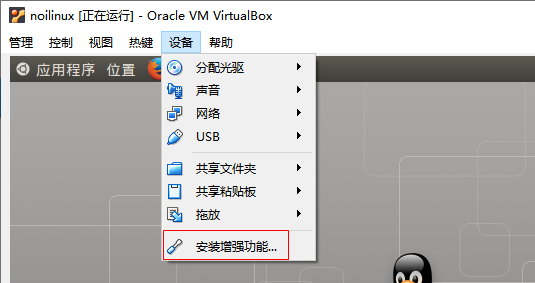 noilinux [正在运行] - Oracle VM VirtualBox
管理 控制 视图 热键 设备 帮助
应用程序 位置
分配光驱
声音
网络
USB
共享文件夹
共享粘贴板
拖放
安装增强功能...